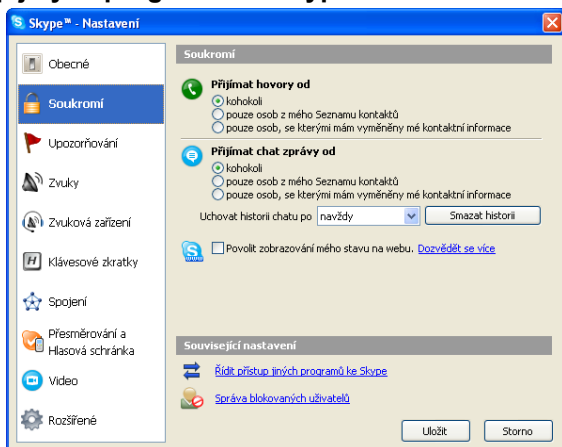 Skype™ - Nastavení
Obecné
Soukromí
Upozorňování
Zvuky
Zvuková zařízení
Klávesové zkratky
Spojení
Přesměrování a
Hlasová schránka
Video
Rozšířené
Soukromí
Přijímat hovory od
kohokoli
pouze osob z mého Seznamu kontaktů
pouze osob, se kterými mám vyměněny mé kontaktní informace
Přijímat chat zprávy od
kohokoli
pouze osob z mého Seznamu kontaktů
pouze osob, se kterými mám vyměněny mé kontaktní informace
Uchovat historii chatu po navždy Smazat historii
Povolit zobrazování mého stavu na webu. Dozvědět se více
Související nastavení
Řídit přístup jiných programů ke Skype
Správa blokovaných uživatelů
Uložit Storno